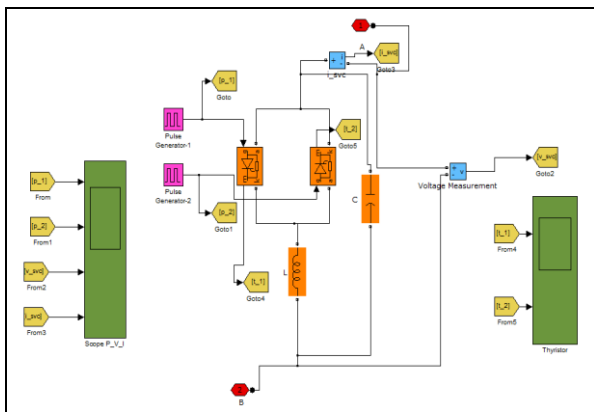 1
A
[i_svc]
Goto3
+
-
i
i_svc
[p_1]
Goto
Pulse
Generator-1
[t_2]
Goto5
Pulse
Generator-2
[p_2]
Goto1
C
+
-
v
Voltage Measurement
[v_svc]
Goto2
[p_1]
From
[p_2]
From1
[v_svc]
From2
[i_svc]
From3
Scope P_V_I
L
[t_1]
Goto4
[t_1]
From4
[t_2]
From5
Thyristor
B